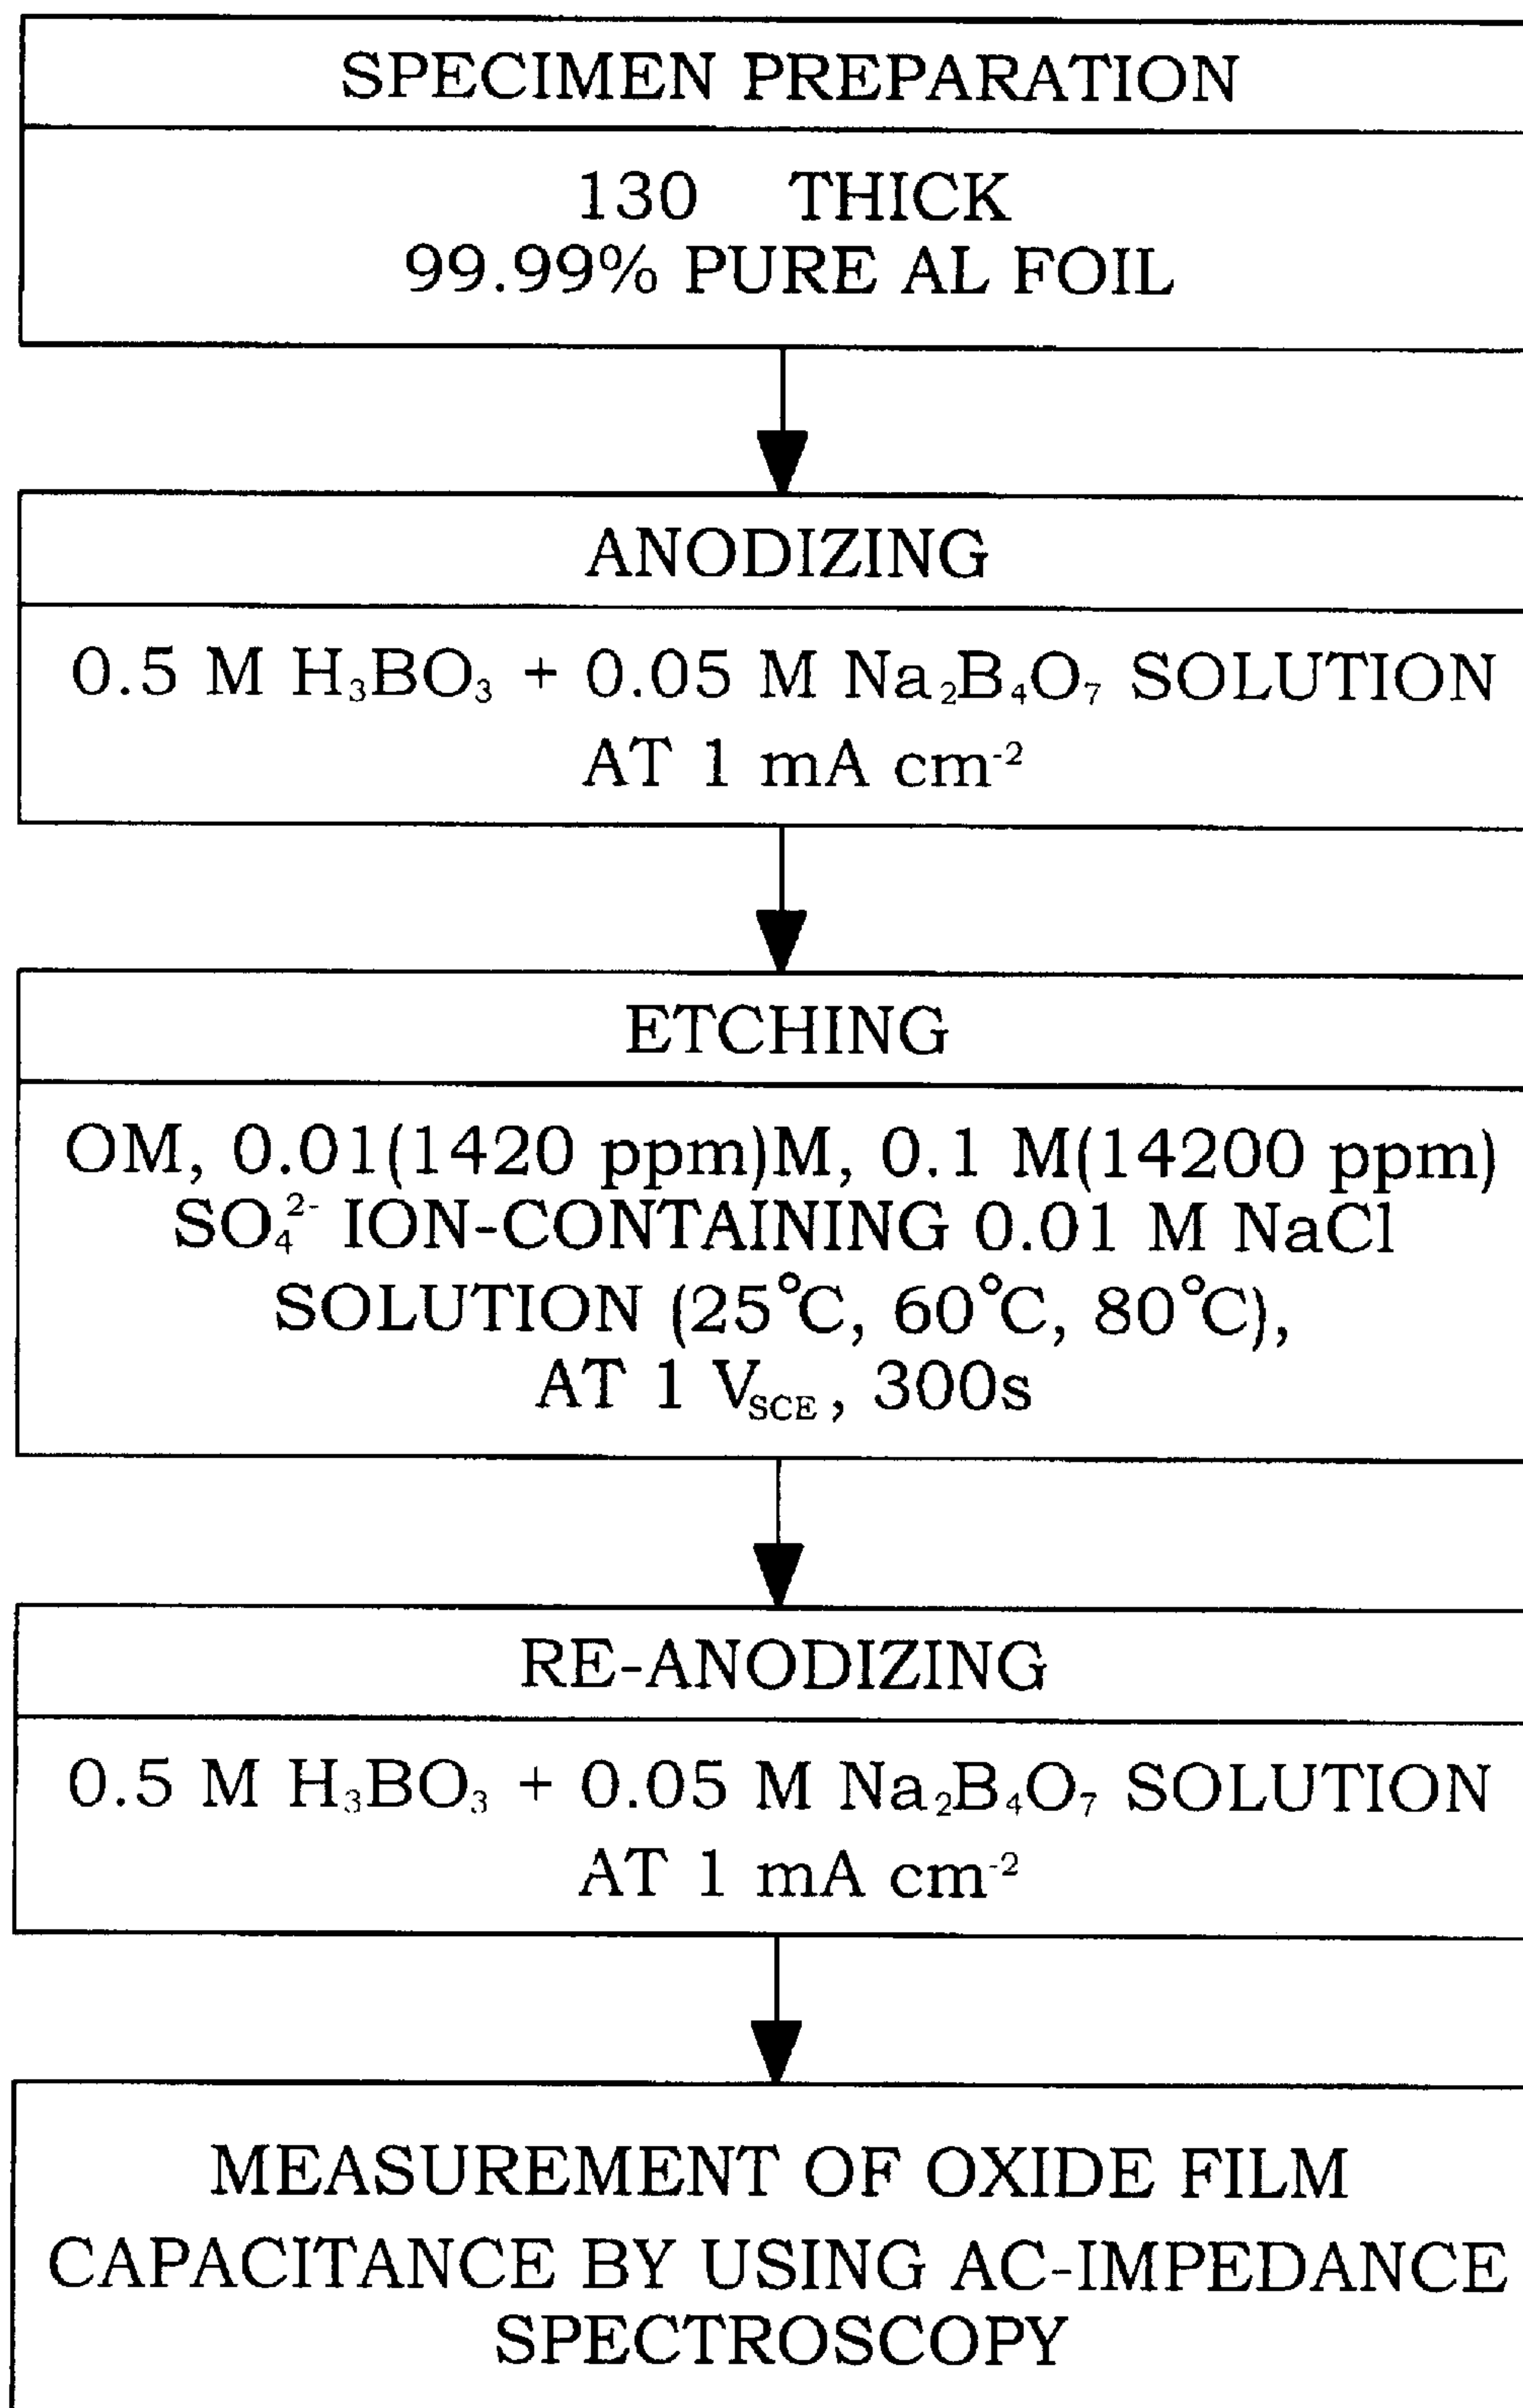 SPECIMEN PREPARATION
130 THICK
99.99% PURE AL FOIL
ANODIZING
0.5 M H₃BO₃ + 0.05 M Na₂B₄O₇ SOLUTION
AT 1 mA cm⁻²
ETCHING
OM, 0.01(1420 ppm)M, 0.1 M(14200 ppm)
SO₄²⁻ ION-CONTAINING 0.01 M NaCl
SOLUTION (25°C, 60°C, 80°C),
AT 1 V_SCE, 300s
RE-ANODIZING
0.5 M H₃BO₃ + 0.05 M Na₂B₄O₇ SOLUTION
AT 1 mA cm⁻²
MEASUREMENT OF OXIDE FILM
CAPACITANCE BY USING AC-IMPEDANCE
SPECTROSCOPY